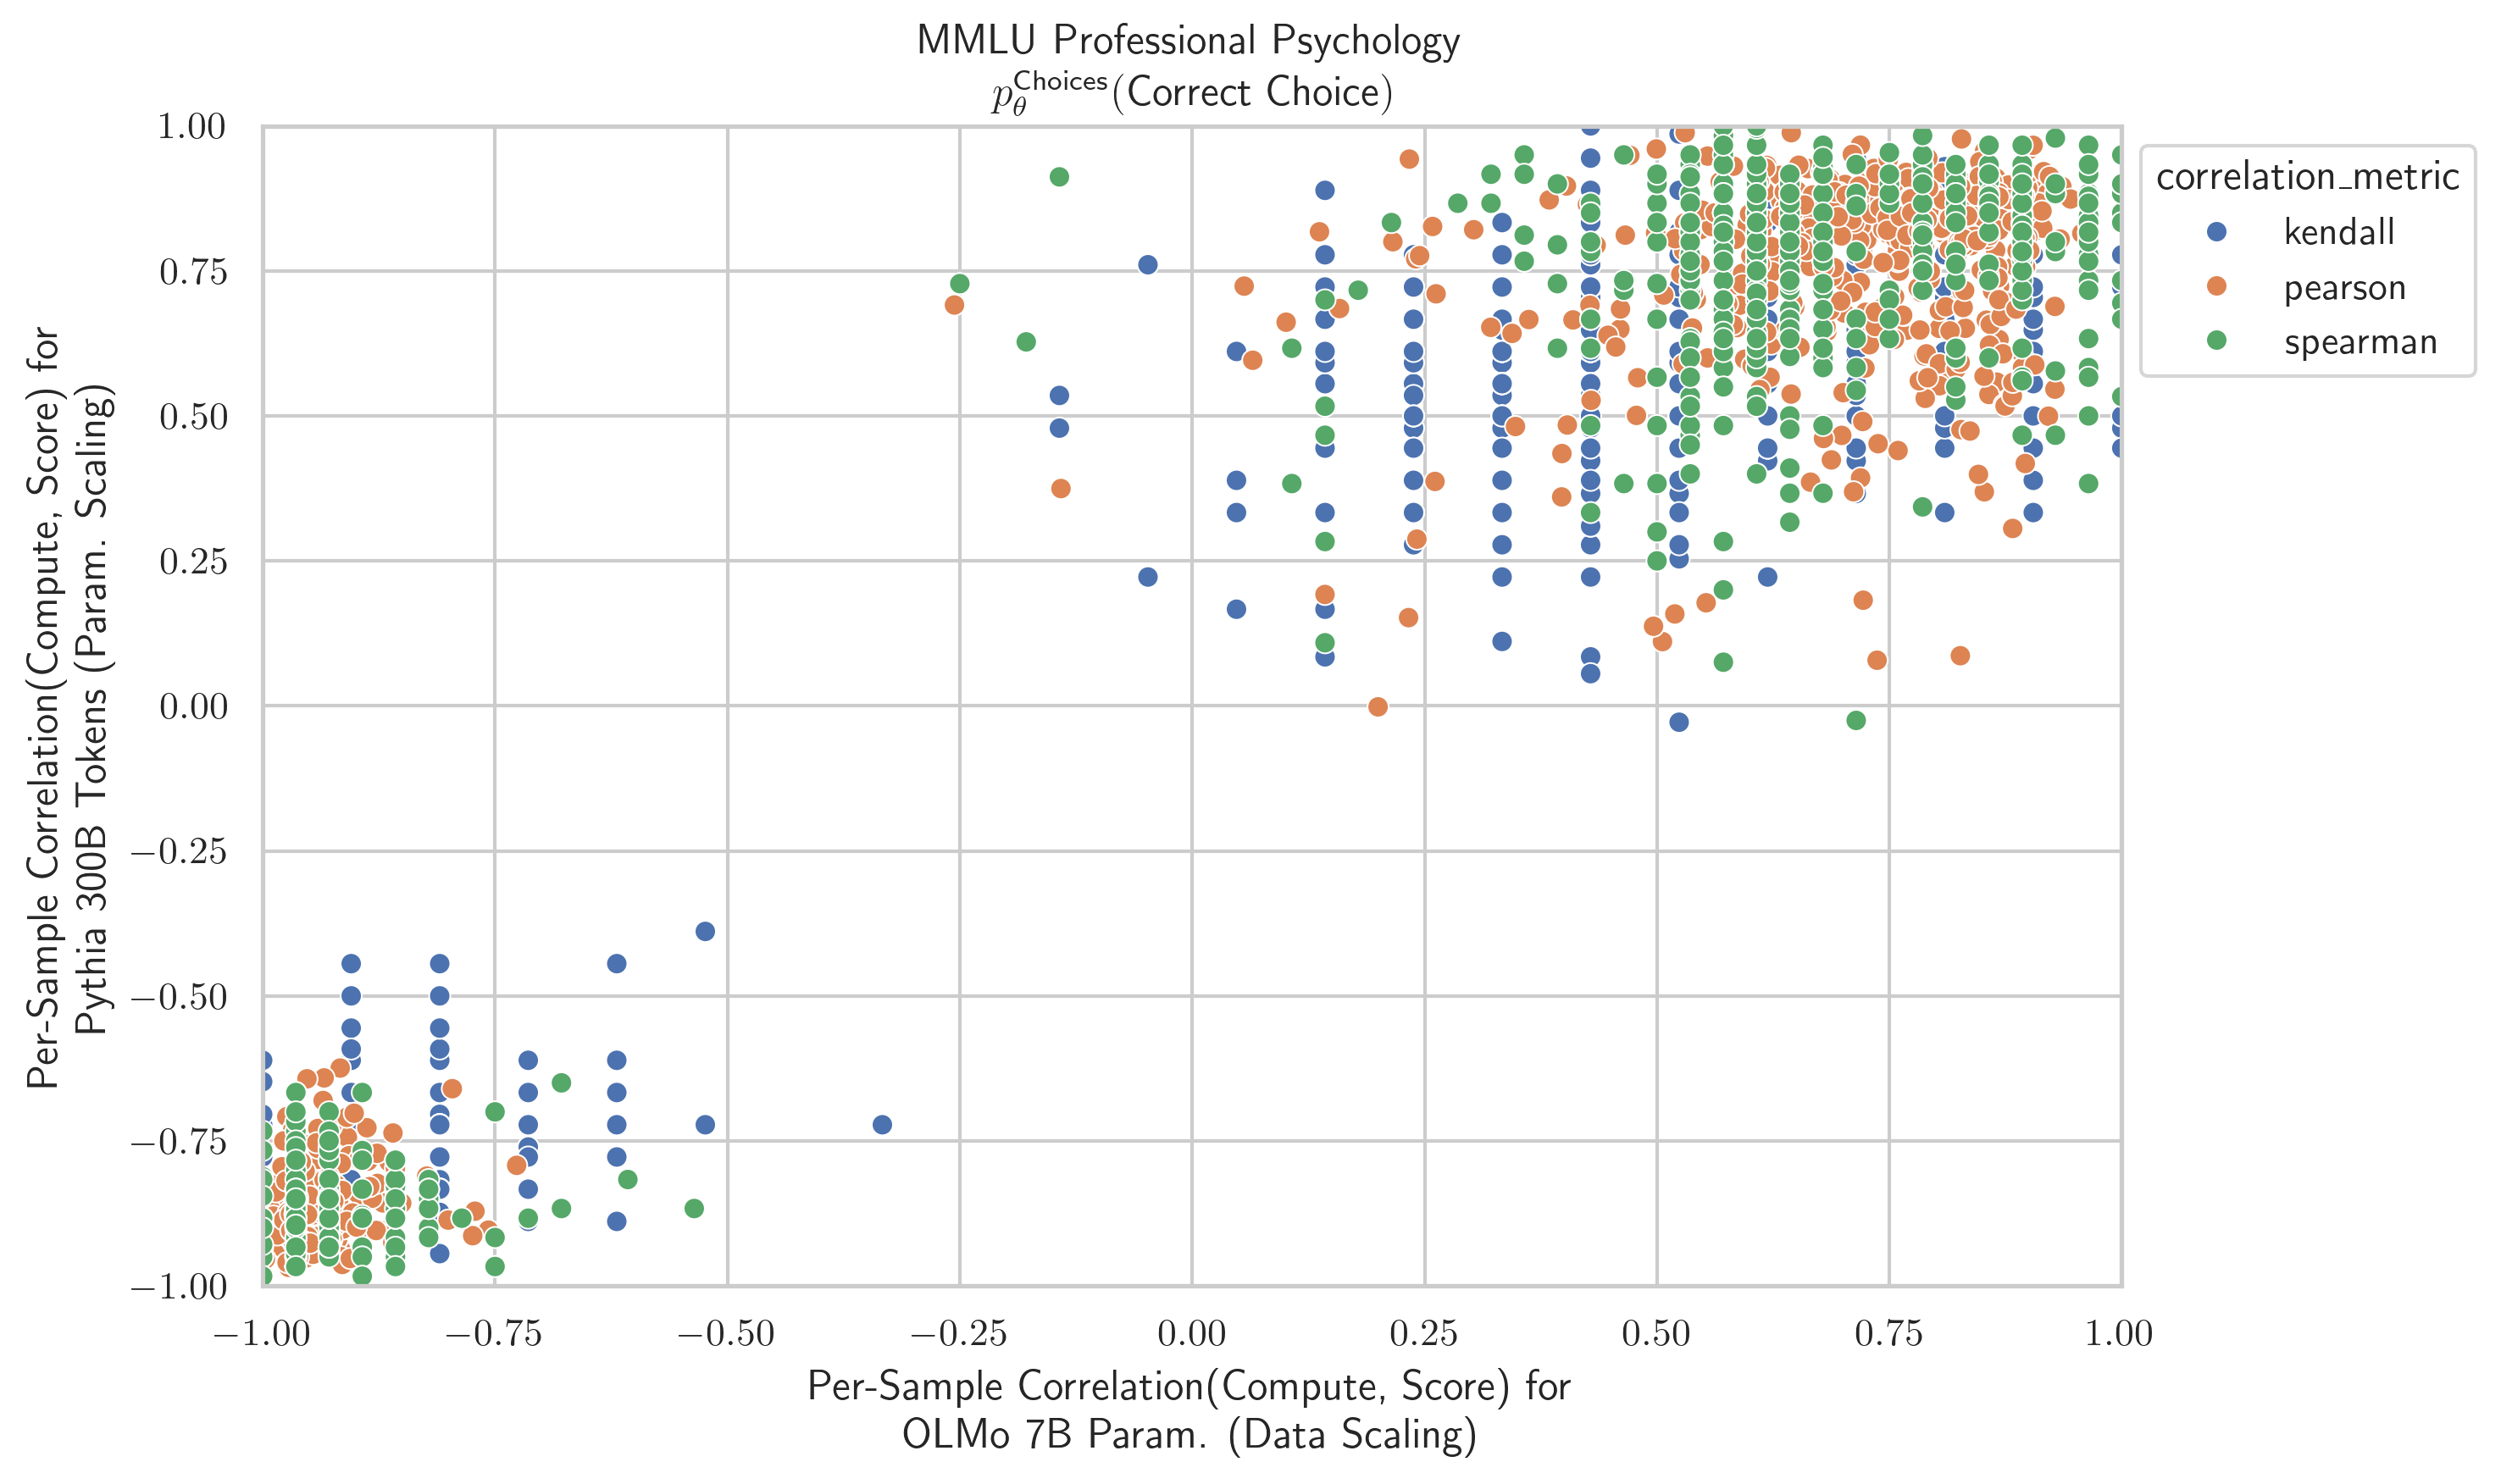 MMLU Professional Psychology
p_θ^Choices(Correct Choice)
1.00
0.75
0.50
0.25
0.00
−0.25
−0.50
−0.75
−1.00
Per-Sample Correlation(Compute, Score) for
Pythia 300B Tokens (Param. Scaling)
−1.00
−0.75
−0.50
−0.25
0.00
0.25
0.50
0.75
1.00
Per-Sample Correlation(Compute, Score) for
OLMo 7B Param. (Data Scaling)
correlation_metric
kendall
pearson
spearman